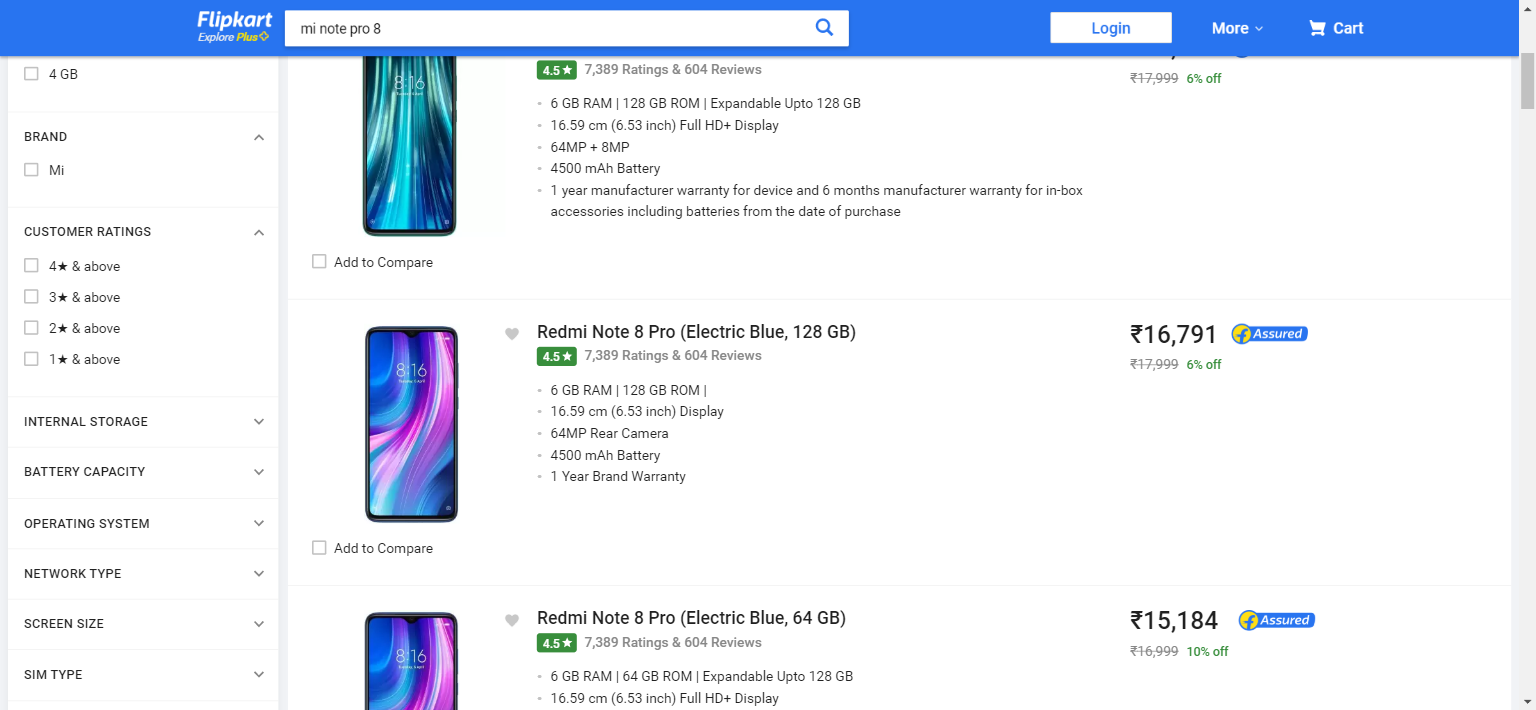 Flipkart
Explore Plus
mi note pro 8
Login
More
Cart
4 GB
BRAND
Mi
CUSTOMER RATINGS
4★ & above
3★ & above
2★ & above
1★ & above
INTERNAL STORAGE
BATTERY CAPACITY
OPERATING SYSTEM
NETWORK TYPE
SCREEN SIZE
SIM TYPE
8:16
4.5★ 7,389 Ratings & 604 Reviews
6 GB RAM | 128 GB ROM | Expandable Upto 128 GB
16.59 cm (6.53 inch) Full HD+ Display
64MP + 8MP
4500 mAh Battery
1 year manufacturer warranty for device and 6 months manufacturer warranty for in-box
accessories including batteries from the date of purchase
₹17,999 6% off
Add to Compare
8:16
Redmi Note 8 Pro (Electric Blue, 128 GB)
4.5★ 7,389 Ratings & 604 Reviews
6 GB RAM | 128 GB ROM |
16.59 cm (6.53 inch) Display
64MP Rear Camera
4500 mAh Battery
1 Year Brand Warranty
₹16,791 Assured
₹17,999 6% off
Add to Compare
8:16
Redmi Note 8 Pro (Electric Blue, 64 GB)
4.5★ 7,389 Ratings & 604 Reviews
6 GB RAM | 64 GB ROM | Expandable Upto 128 GB
16.59 cm (6.53 inch) Full HD+ Display
₹15,184 Assured
₹16,999 10% off